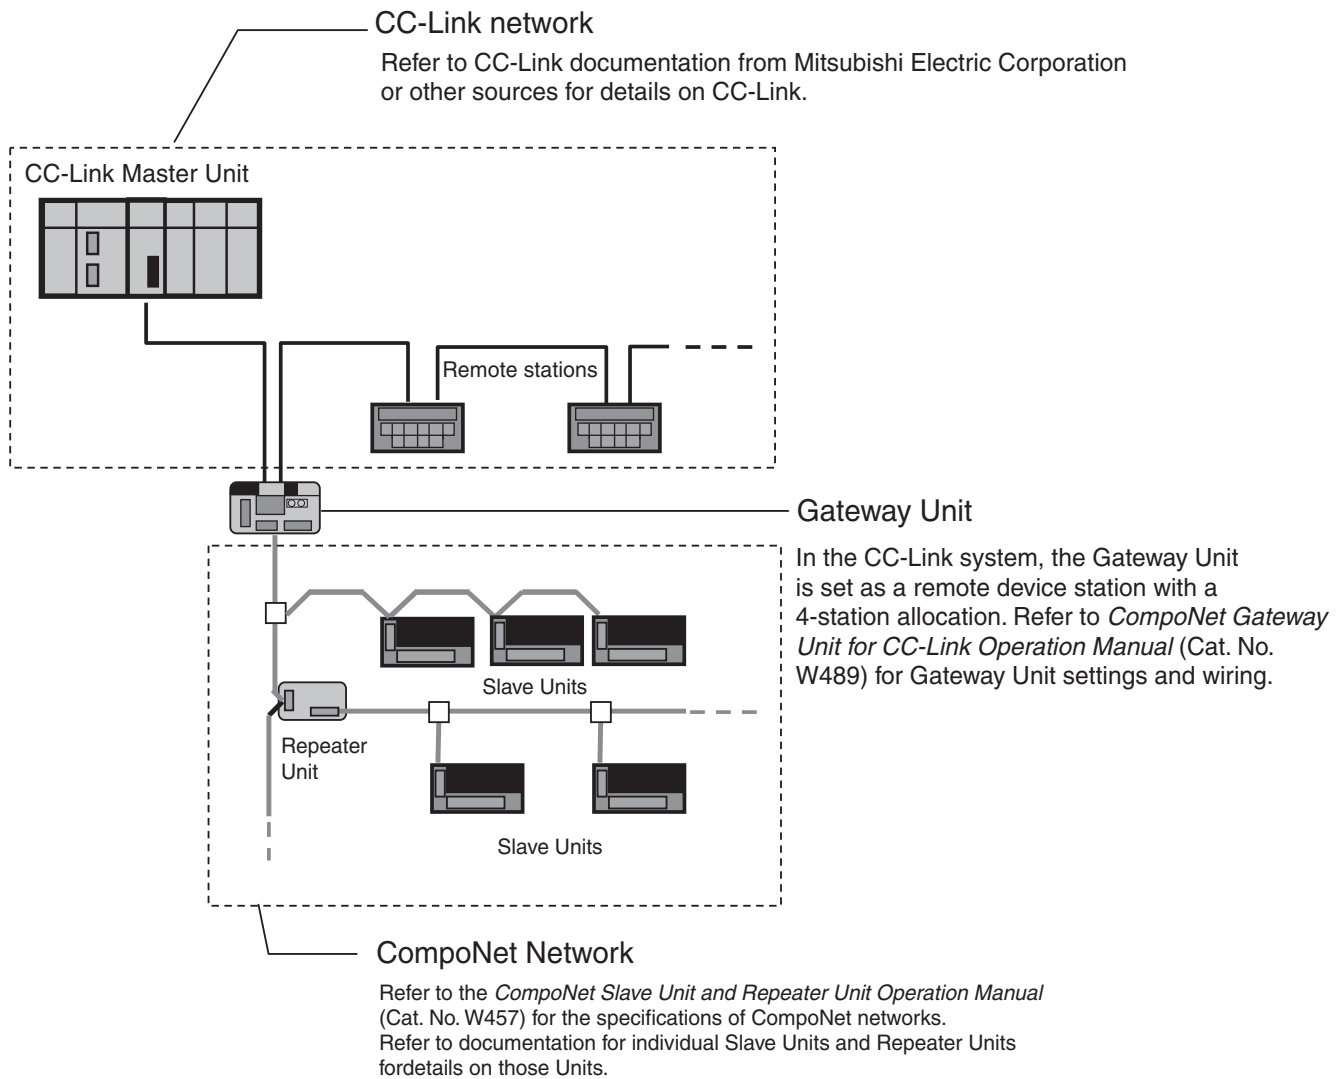 CC-Link network
Refer to CC-Link documentation from Mitsubishi Electric Corporation
or other sources for details on CC-Link.
CC-Link Master Unit
Remote stations
Gateway Unit
In the CC-Link system, the Gateway Unit
is set as a remote device station with a
4-station allocation. Refer to CompoNet Gateway
Unit for CC-Link Operation Manual (Cat. No.
W489) for Gateway Unit settings and wiring.
Slave Units
Repeater
Unit
Slave Units
CompoNet Network
Refer to the CompoNet Slave Unit and Repeater Unit Operation Manual
(Cat. No. W457) for the specifications of CompoNet networks.
Refer to documentation for individual Slave Units and Repeater Units
fordetails on those Units.